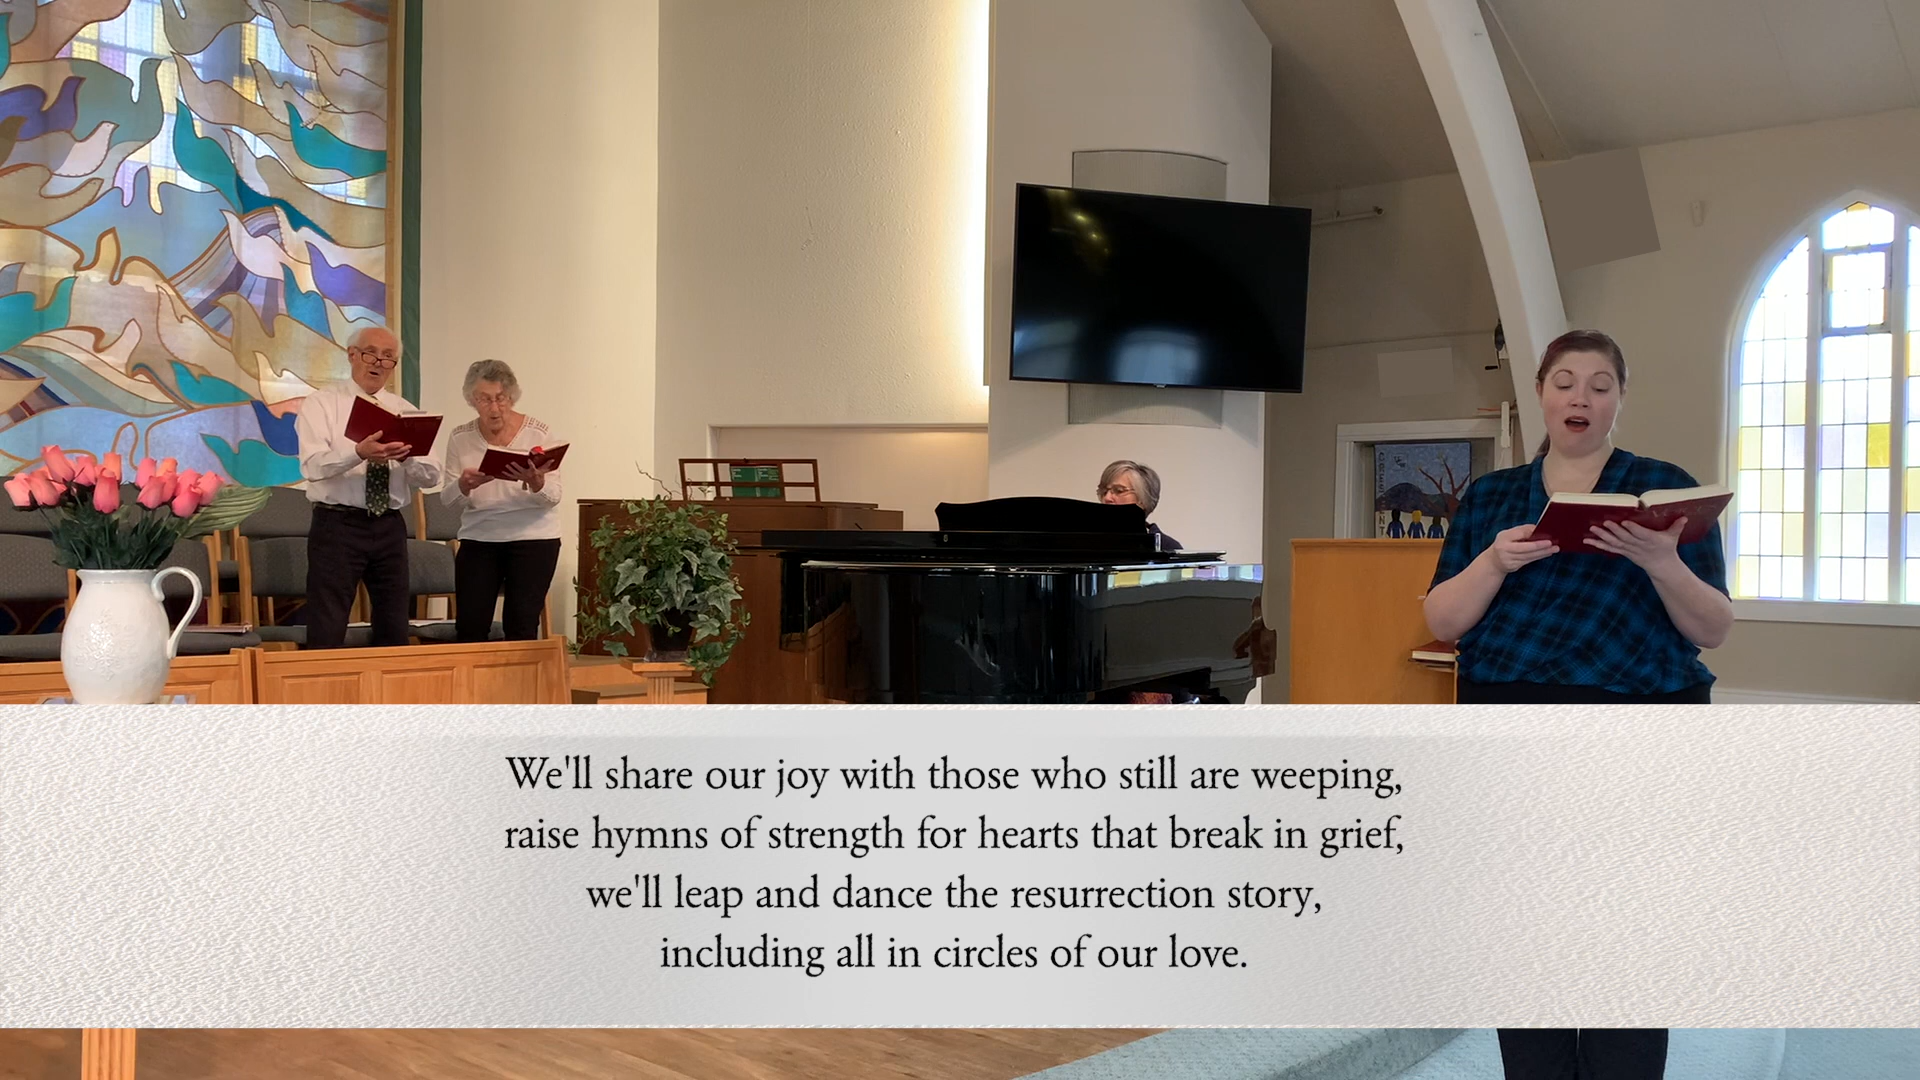 We'll share our joy with those who still are weeping,
raise hymns of strength for hearts that break in grief,
we'll leap and dance the resurrection story,
including all in circles of our love.